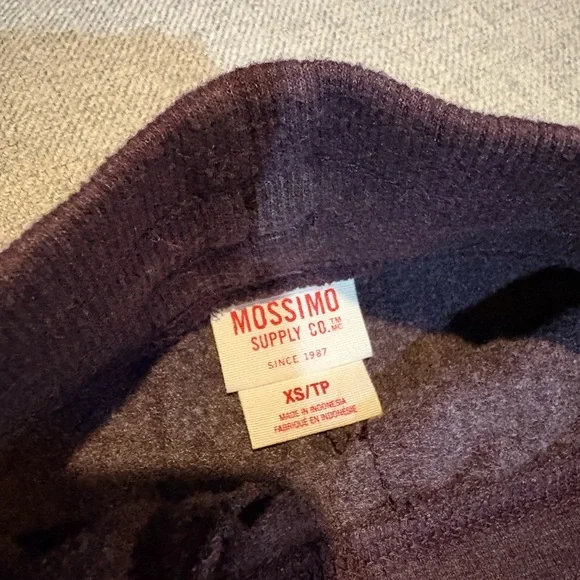 MOSSIMO
SUPPLY CO.™ MC
SINCE 1987
XS/TP
MADE IN INDONESIA
FABRIQUÉ EN INDONÉSIE